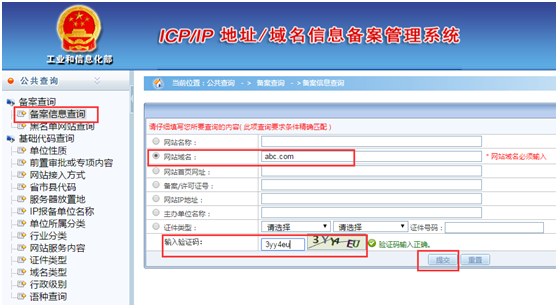 ICP/IP 地址/域名信息备案管理系统
工业和信息化部
公共查询
当前位置：公共查询 -> 备案查询 ->备案信息查询
备案查询
备案信息查询
黑名单网站查询
基础代码查询
单位性质
前置审批或专项内容
网站接入方式
省市县代码
服务器放置地
IP报备单位名称
单位所属分类
行业分类
网站服务内容
证件类型
域名类型
行政级别
语种查询
请仔细填写您所要查询的内容(此项查询要求条件精确匹配)
网站名称：
网站域名： abc.com * 网站域名必须输入
网站首页网址：
备案/许可证号：
网站IP地址：
主办单位名称：
证件类型： 请选择 请选择 证件号码：
输入验证码： 3yy4eu 3YY4EU 验证码输入正确。
提交 重置